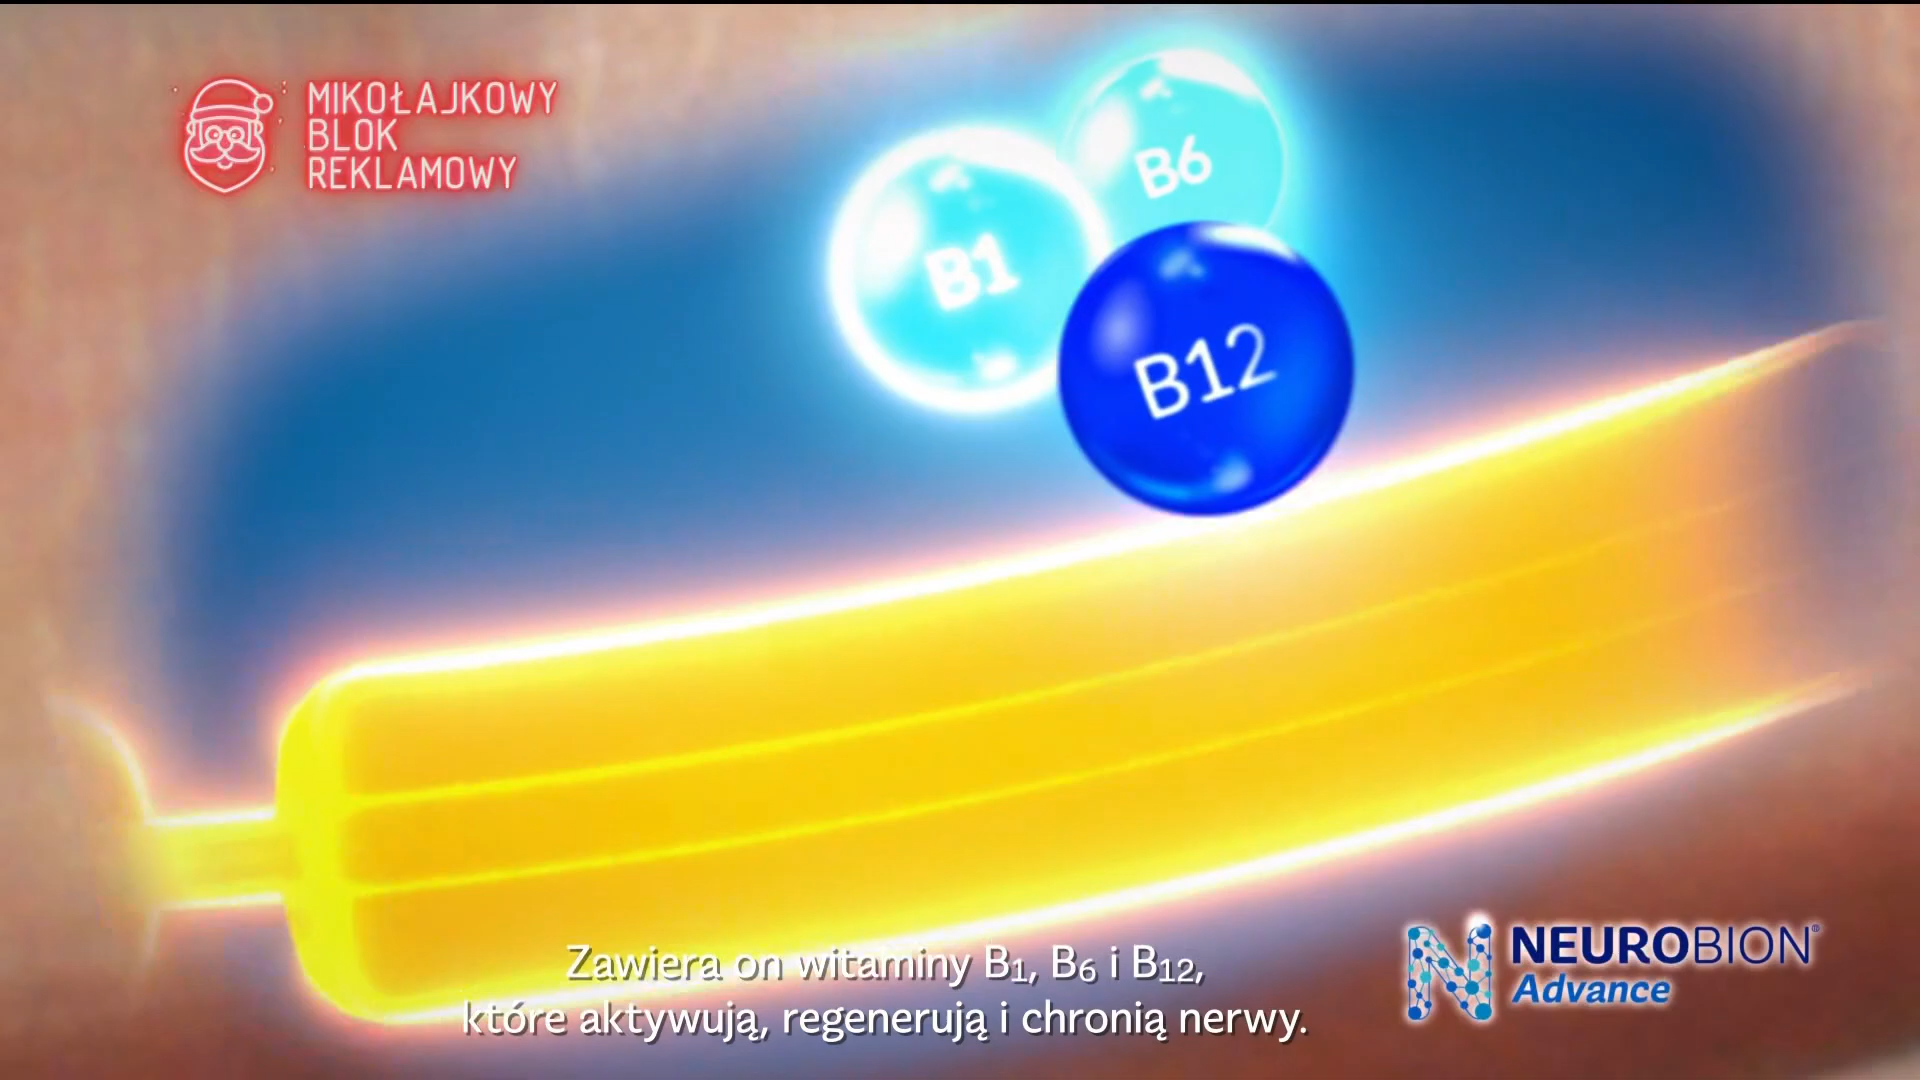 MIKOŁAJKOWY
BLOK
REKLAMOWY
B6
B1
B12
NEUROBION®
Advance
Zawiera on witaminy B₁, B₆ i B₁₂,
które aktywują, regenerują i chronią nerwy.